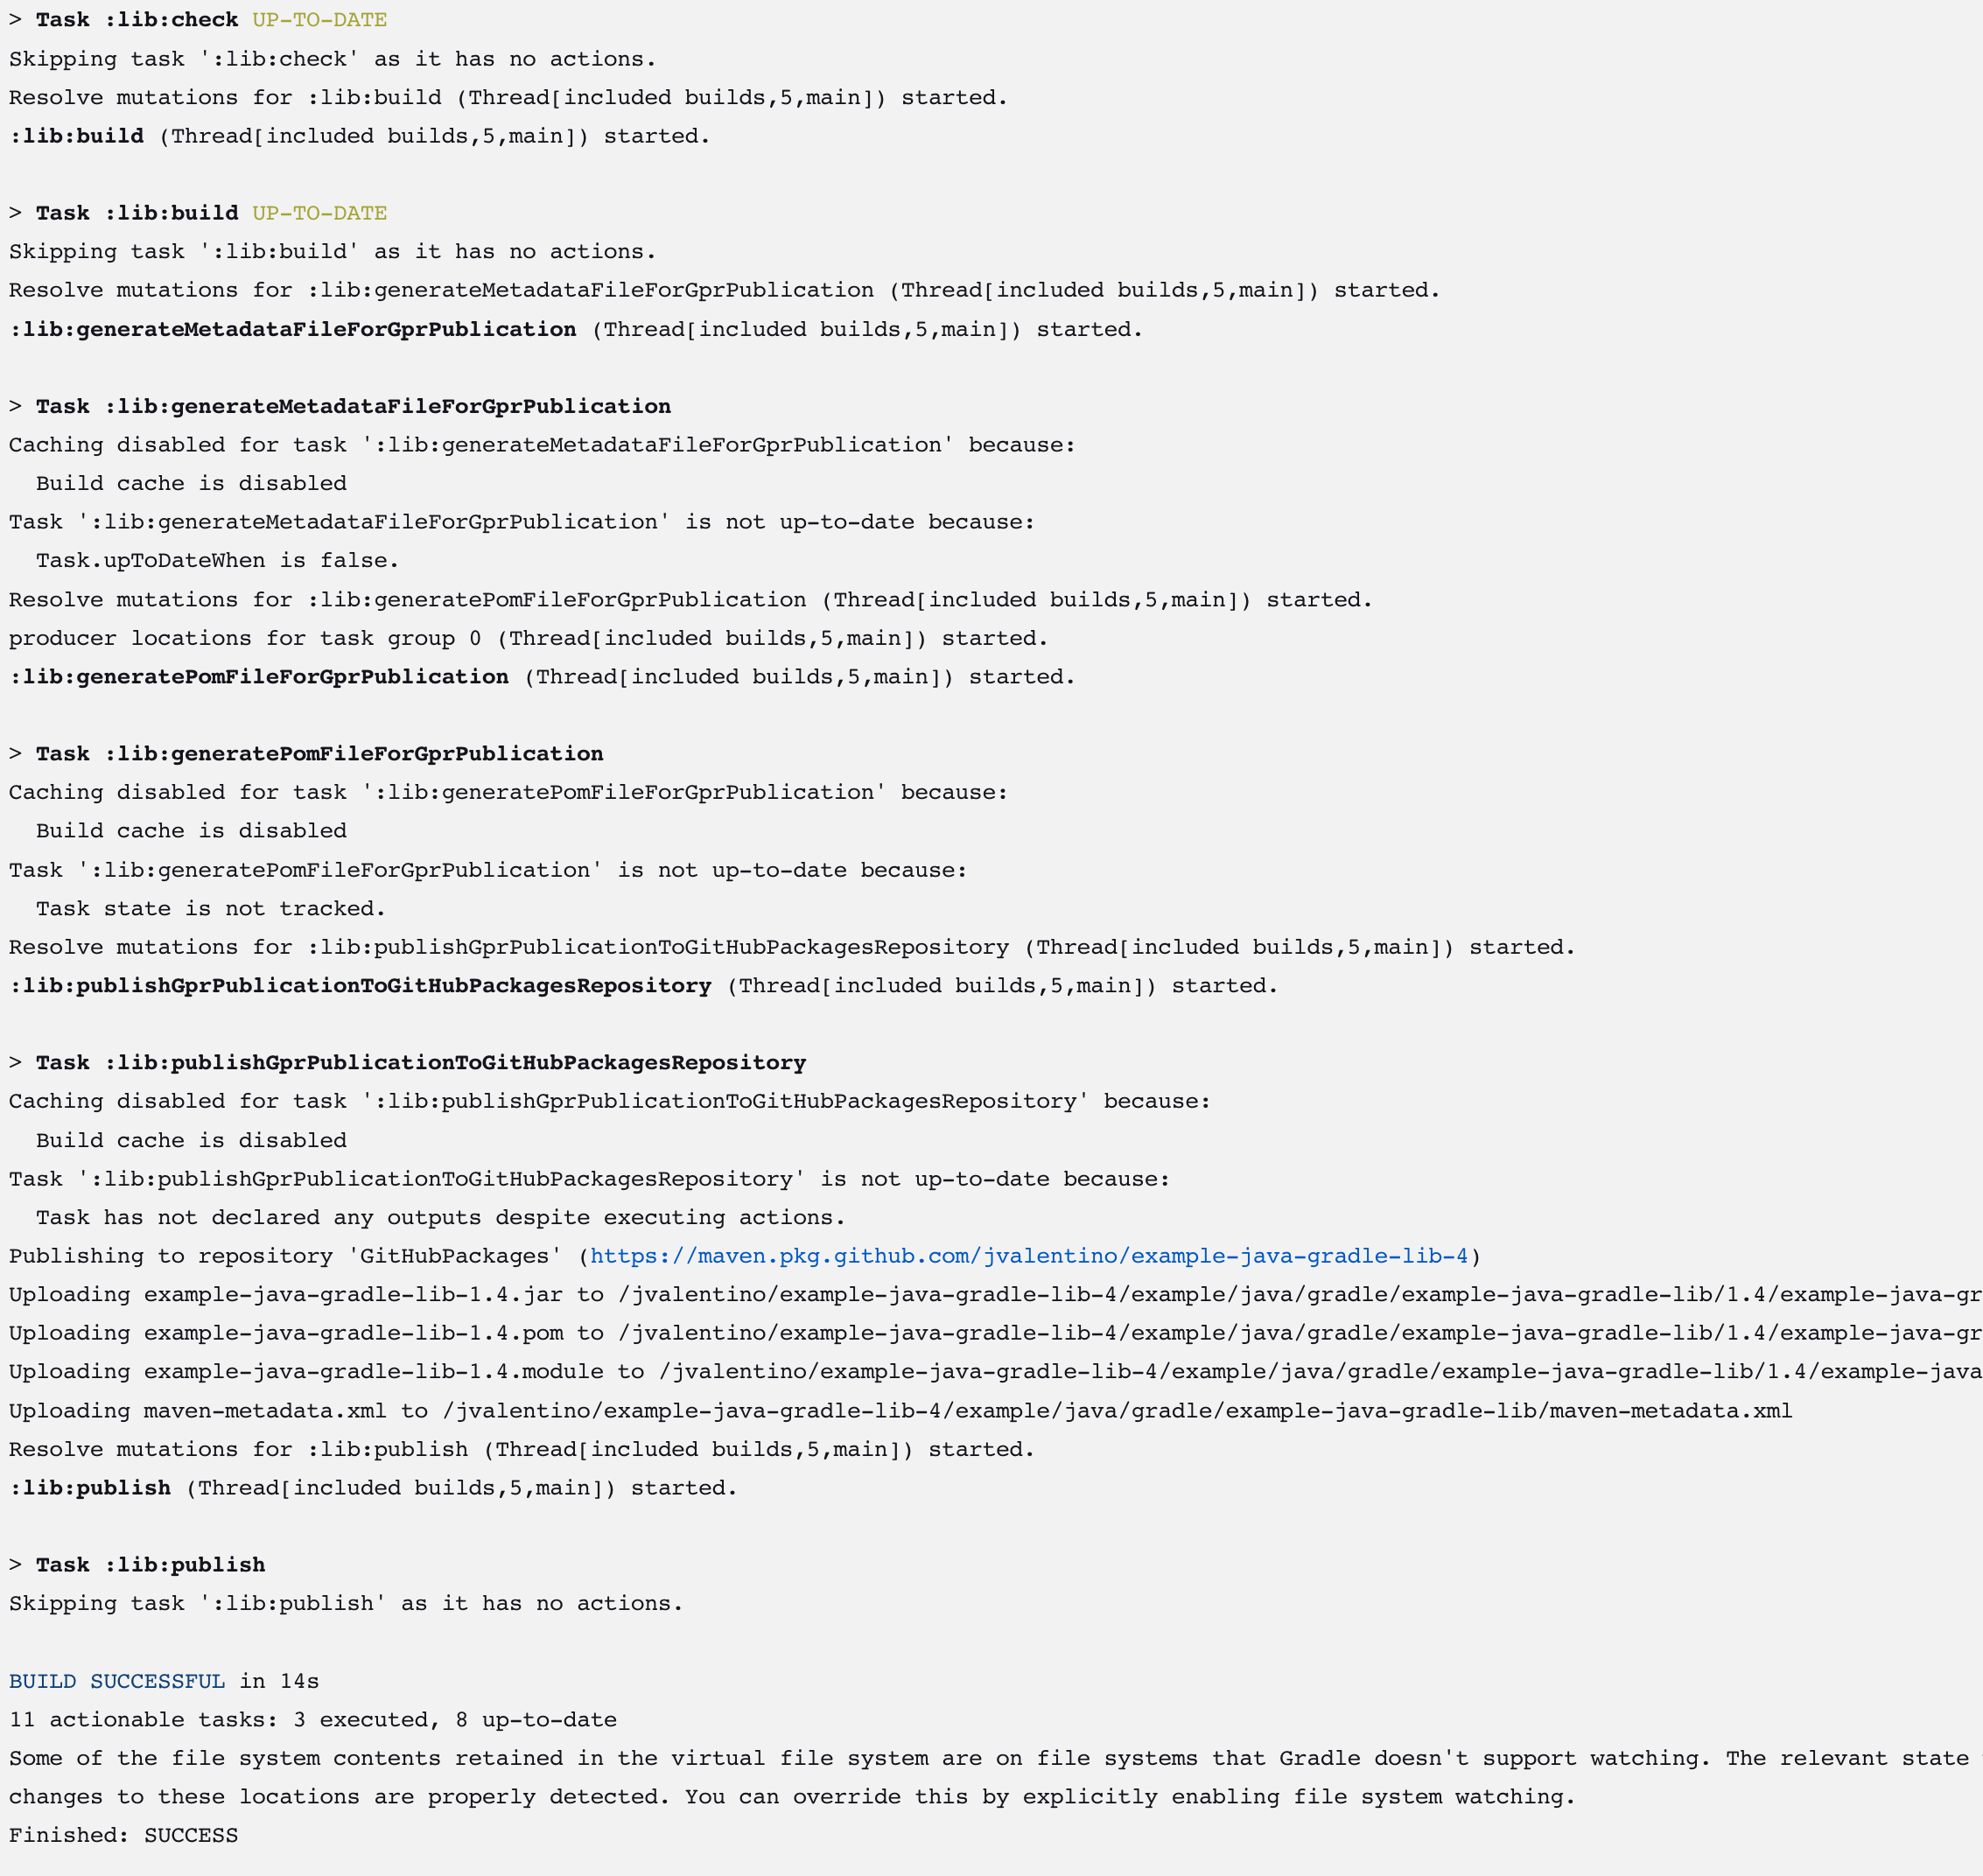 > Task :lib:check UP-TO-DATE
Skipping task ':lib:check' as it has no actions.
Resolve mutations for :lib:build (Thread[included builds,5,main]) started.
:lib:build (Thread[included builds,5,main]) started.
> Task :lib:build UP-TO-DATE
Skipping task ':lib:build' as it has no actions.
Resolve mutations for :lib:generateMetadataFileForGprPublication (Thread[included builds,5,main]) started.
:lib:generateMetadataFileForGprPublication (Thread[included builds,5,main]) started.
> Task :lib:generateMetadataFileForGprPublication
Caching disabled for task ':lib:generateMetadataFileForGprPublication' because:
  Build cache is disabled
Task ':lib:generateMetadataFileForGprPublication' is not up-to-date because:
  Task.upToDateWhen is false.
Resolve mutations for :lib:generatePomFileForGprPublication (Thread[included builds,5,main]) started.
producer locations for task group 0 (Thread[included builds,5,main]) started.
:lib:generatePomFileForGprPublication (Thread[included builds,5,main]) started.
> Task :lib:generatePomFileForGprPublication
Caching disabled for task ':lib:generatePomFileForGprPublication' because:
  Build cache is disabled
Task ':lib:generatePomFileForGprPublication' is not up-to-date because:
  Task state is not tracked.
Resolve mutations for :lib:publishGprPublicationToGitHubPackagesRepository (Thread[included builds,5,main]) started.
:lib:publishGprPublicationToGitHubPackagesRepository (Thread[included builds,5,main]) started.
> Task :lib:publishGprPublicationToGitHubPackagesRepository
Caching disabled for task ':lib:publishGprPublicationToGitHubPackagesRepository' because:
  Build cache is disabled
Task ':lib:publishGprPublicationToGitHubPackagesRepository' is not up-to-date because:
  Task has not declared any outputs despite executing actions.
Publishing to repository 'GitHubPackages' (https://maven.pkg.github.com/jvalentino/example-java-gradle-lib-4)
Uploading example-java-gradle-lib-1.4.jar to /jvalentino/example-java-gradle-lib-4/example/java/gradle/example-java-gradle-lib/1.4/example-java-gr
Uploading example-java-gradle-lib-1.4.pom to /jvalentino/example-java-gradle-lib-4/example/java/gradle/example-java-gradle-lib/1.4/example-java-gr
Uploading example-java-gradle-lib-1.4.module to /jvalentino/example-java-gradle-lib-4/example/java/gradle/example-java-gradle-lib/1.4/example-java
Uploading maven-metadata.xml to /jvalentino/example-java-gradle-lib-4/example/java/gradle/example-java-gradle-lib/maven-metadata.xml
Resolve mutations for :lib:publish (Thread[included builds,5,main]) started.
:lib:publish (Thread[included builds,5,main]) started.
> Task :lib:publish
Skipping task ':lib:publish' as it has no actions.
BUILD SUCCESSFUL in 14s
11 actionable tasks: 3 executed, 8 up-to-date
Some of the file system contents retained in the virtual file system are on file systems that Gradle doesn't support watching. The relevant state
changes to these locations are properly detected. You can override this by explicitly enabling file system watching.
Finished: SUCCESS